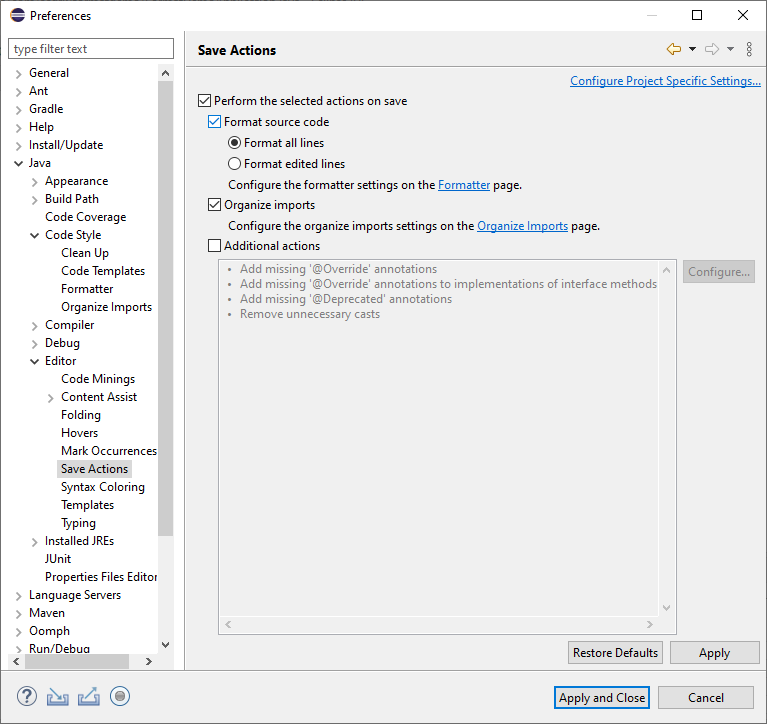 Preferences
type filter text
General
Ant
Gradle
Help
Install/Update
Java
Appearance
Build Path
Code Coverage
Code Style
Clean Up
Code Templates
Formatter
Organize Imports
Compiler
Debug
Editor
Code Minings
Content Assist
Folding
Hovers
Mark Occurrences
Save Actions
Syntax Coloring
Templates
Typing
Installed JREs
JUnit
Properties Files Editor
Language Servers
Maven
Oomph
Run/Debug
Save Actions
Configure Project Specific Settings...
Perform the selected actions on save
Format source code
Format all lines
Format edited lines
Configure the formatter settings on the Formatter page.
Organize imports
Configure the organize imports settings on the Organize Imports page.
Additional actions
• Add missing '@Override' annotations
• Add missing '@Override' annotations to implementations of interface methods
• Add missing '@Deprecated' annotations
• Remove unnecessary casts
Configure...
Restore Defaults
Apply
?
Apply and Close
Cancel